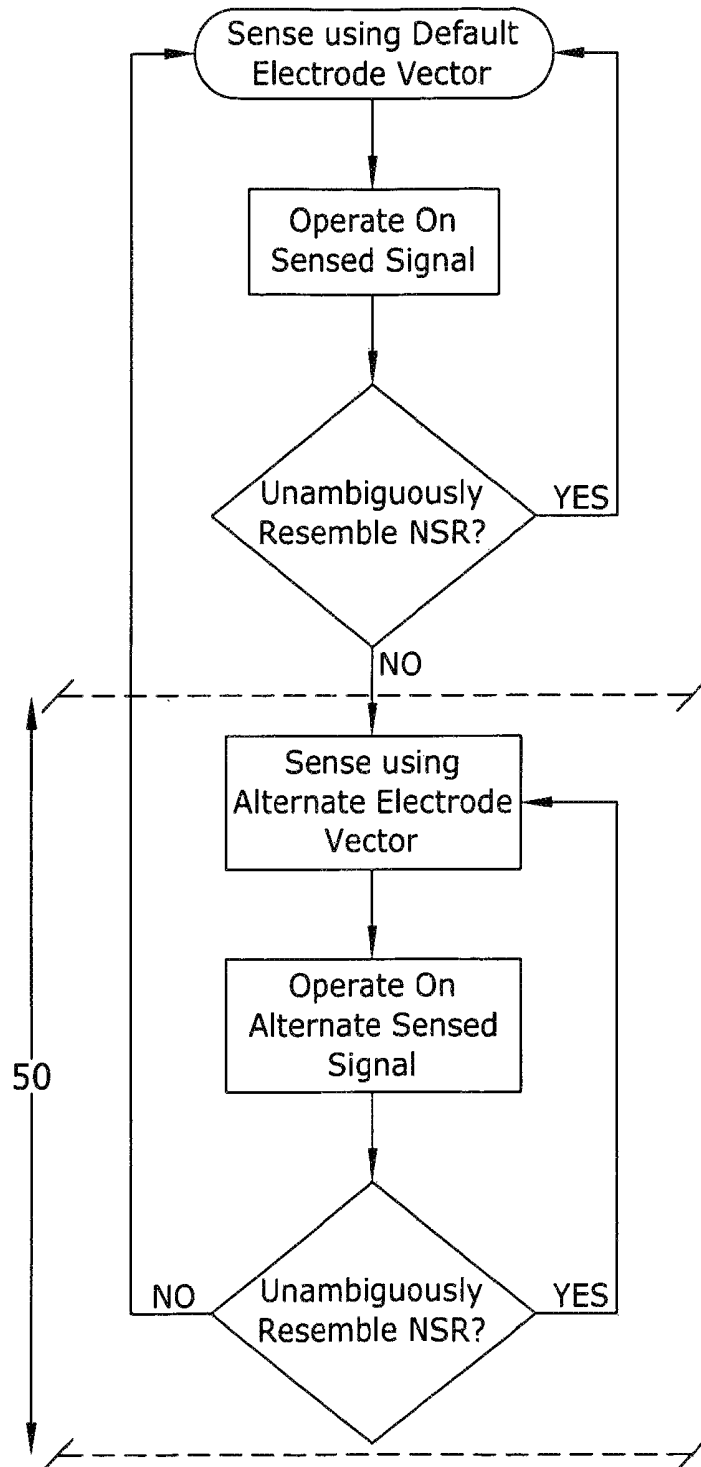 Sense using Default
Electrode Vector
Operate On
Sensed Signal
Unambiguously
Resemble NSR?
YES
NO
Sense using
Alternate Electrode
Vector
Operate On
Alternate Sensed
Signal
50
Unambiguously
Resemble NSR?
NO
YES